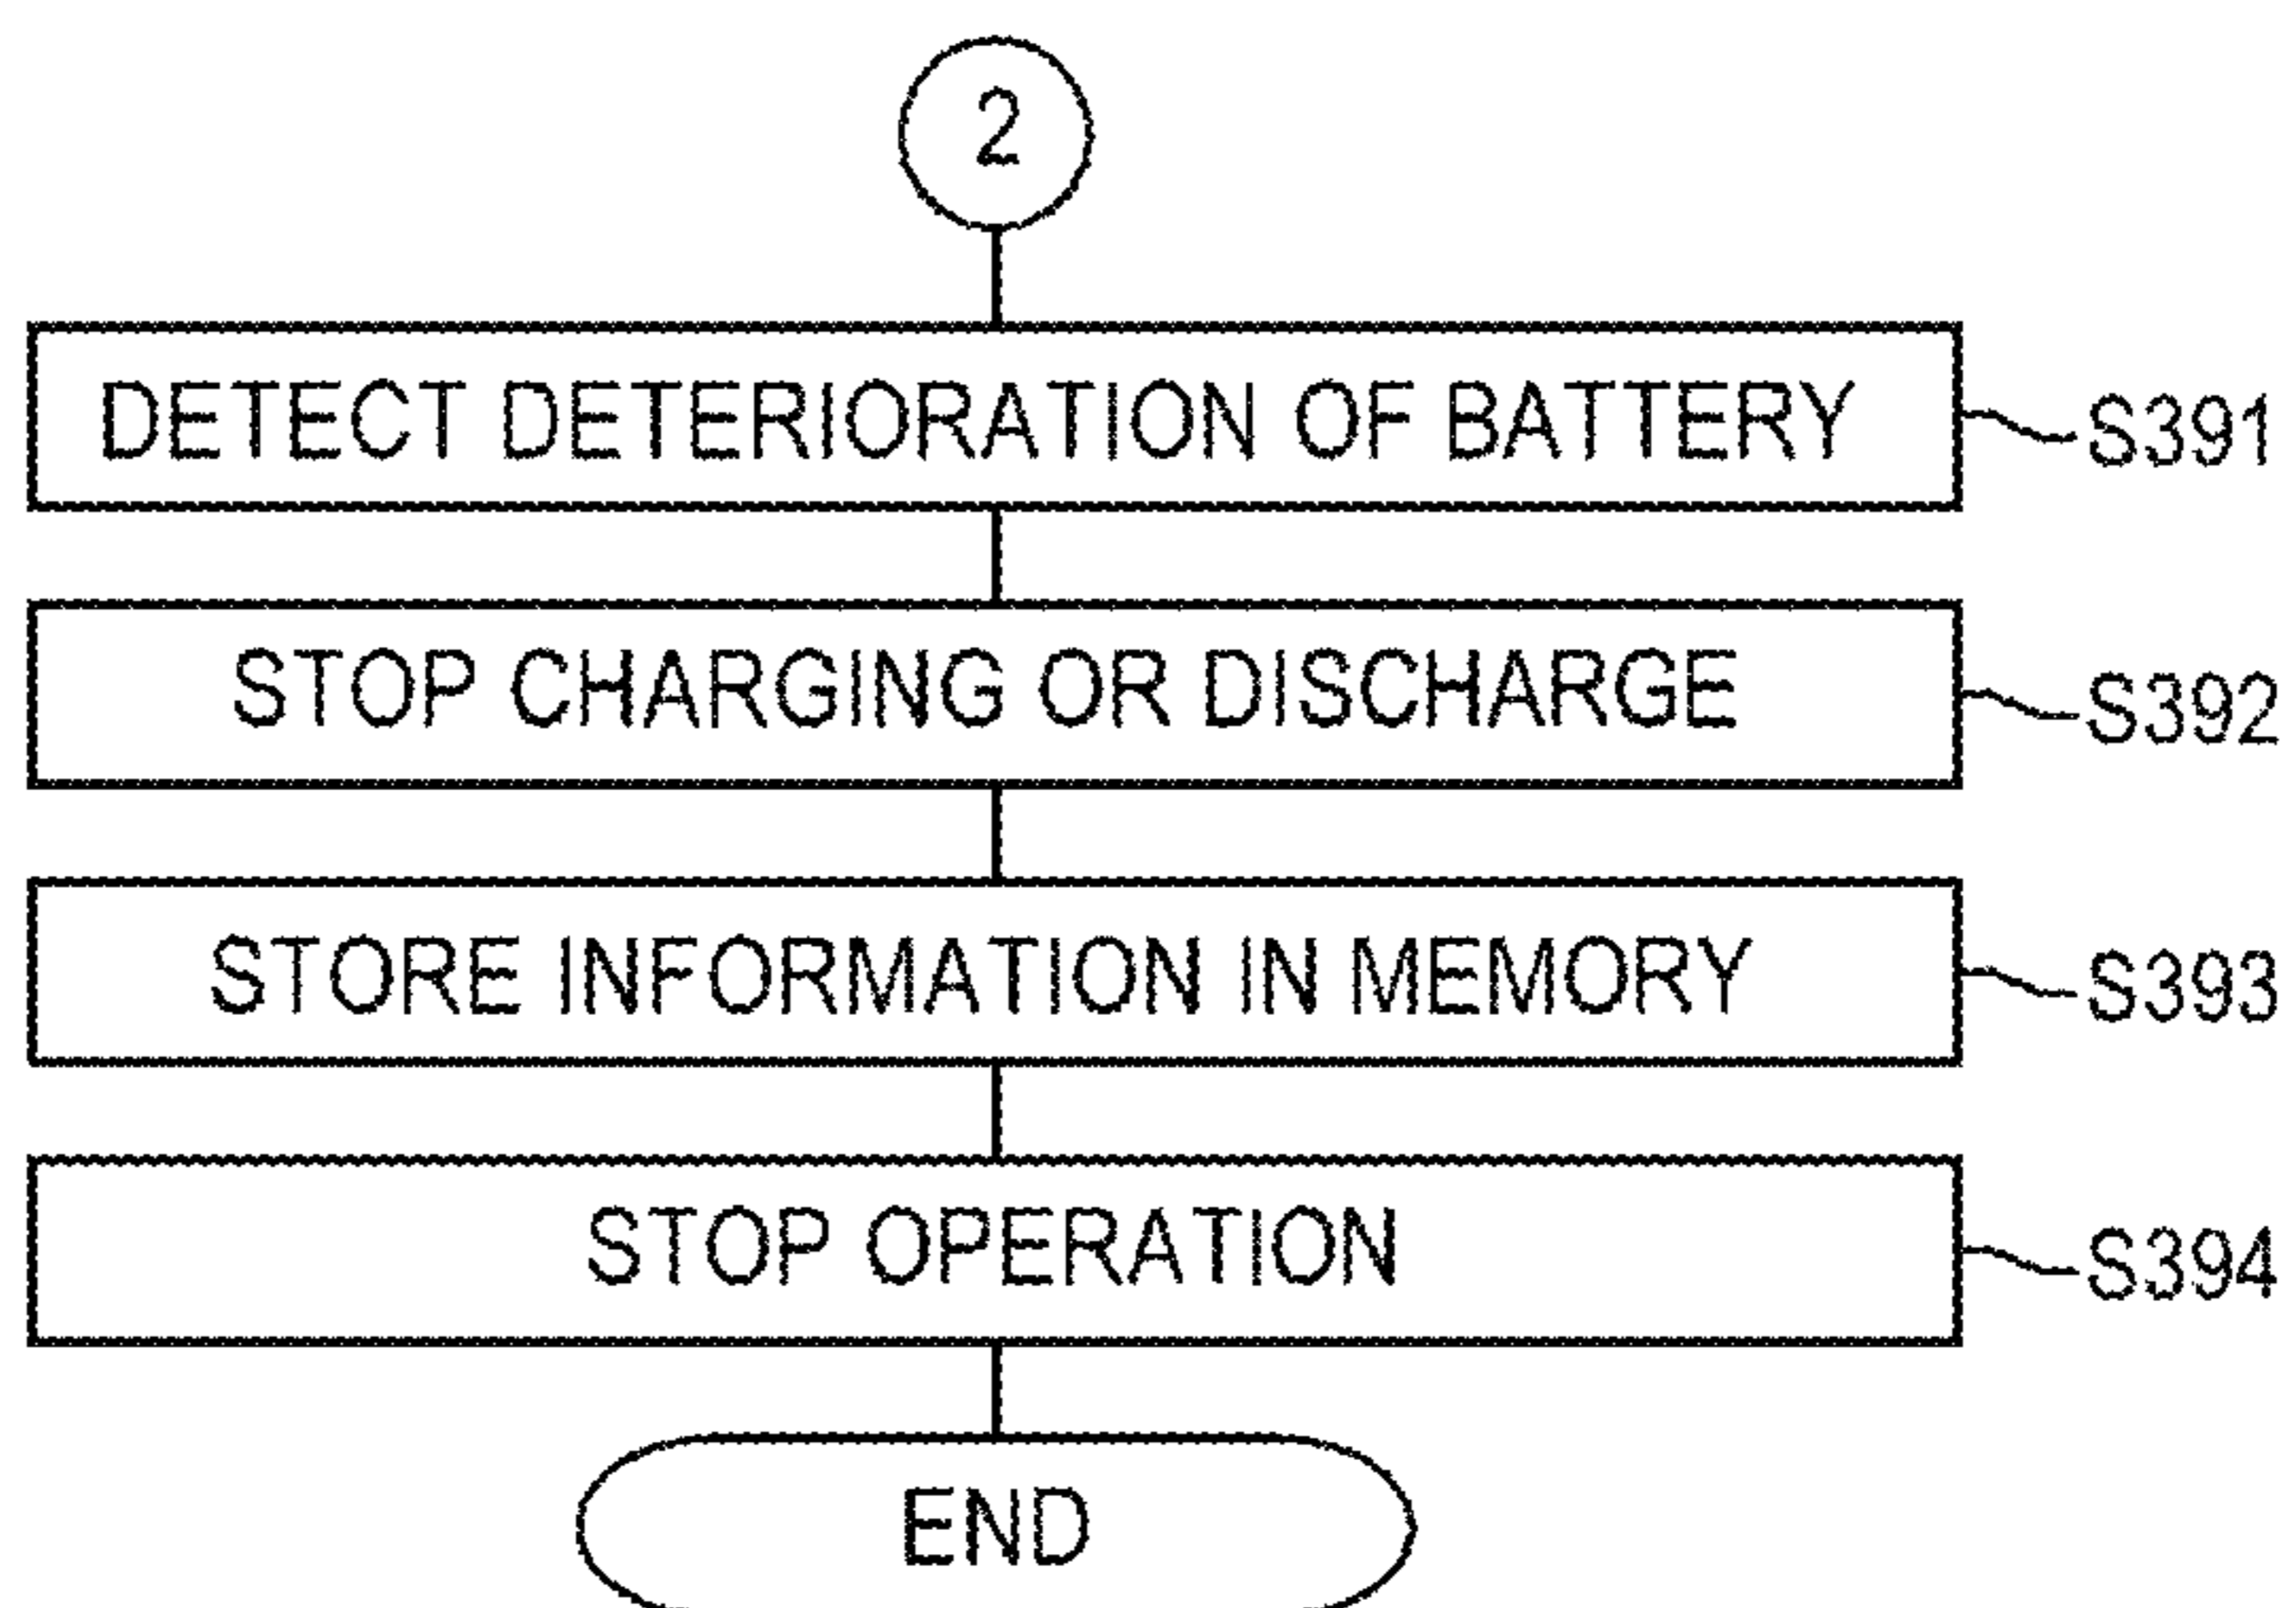 2
DETECT DETERIORATION OF BATTERY
S391
STOP CHARGING OR DISCHARGE
S392
STORE INFORMATION IN MEMORY
S393
STOP OPERATION
S394
END